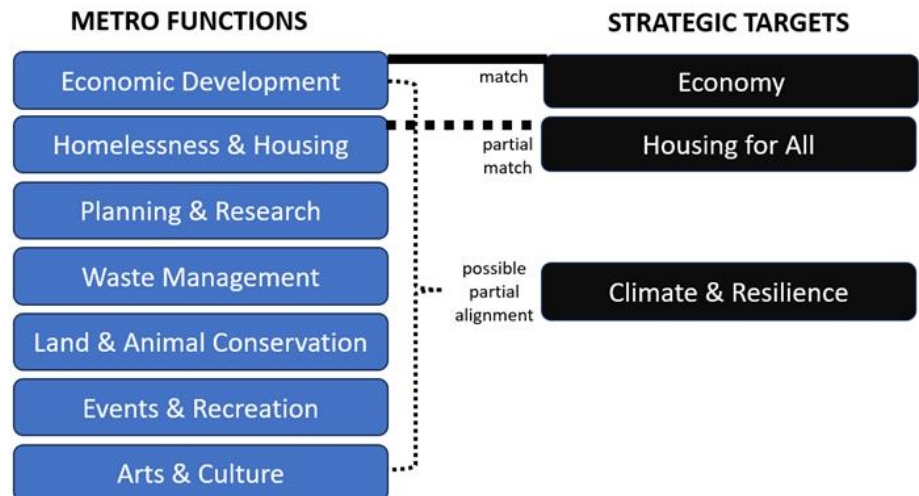 METRO FUNCTIONS
STRATEGIC TARGETS
Economic Development
match
Economy
Homelessness & Housing
partial
match
Housing for All
Planning & Research
Waste Management
possible
partial
alignment
Climate & Resilience
Land & Animal Conservation
Events & Recreation
Arts & Culture